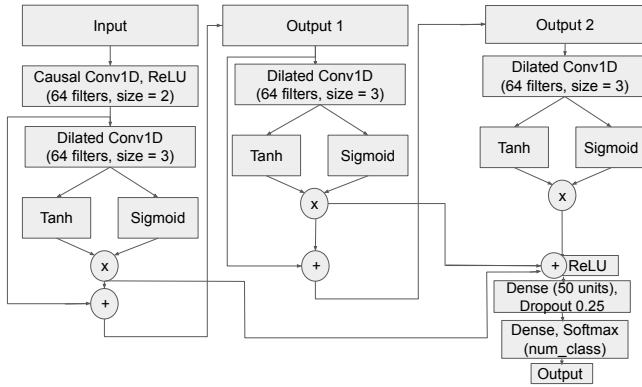 Input
Causal Conv1D, ReLU
(64 filters, size = 2)
Dilated Conv1D
(64 filters, size = 3)
Tanh
Sigmoid
x
+
Output 1
Dilated Conv1D
(64 filters, size = 3)
Tanh
Sigmoid
x
+
Output 2
Dilated Conv1D
(64 filters, size = 3)
Tanh
Sigmoid
x
+
ReLU
Dense (50 units),
Dropout 0.25
Dense, Softmax
(num_class)
Output